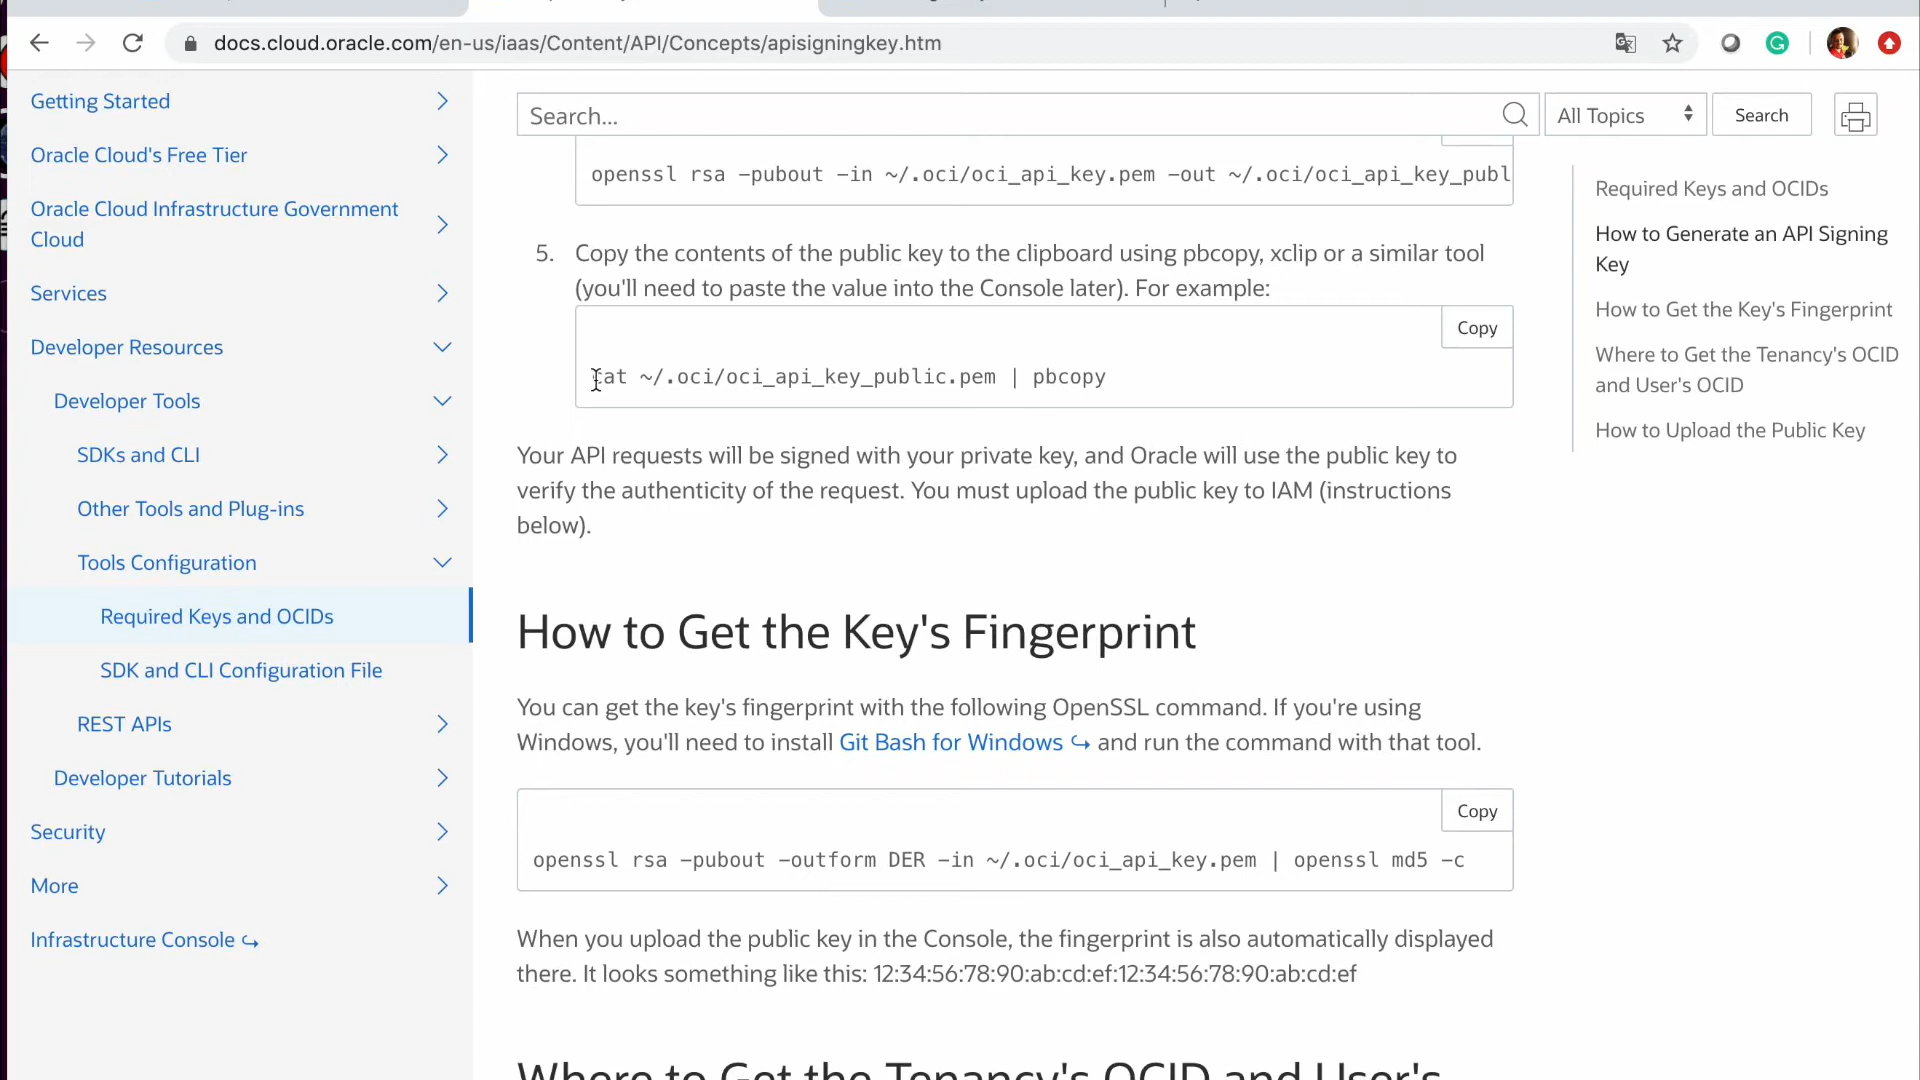 docs.cloud.oracle.com/en-us/iaas/Content/API/Concepts/apisigningkey.htm
Getting Started
Oracle Cloud's Free Tier
Oracle Cloud Infrastructure Government
Cloud
Services
Developer Resources
Developer Tools
SDKs and CLI
Other Tools and Plug-ins
Tools Configuration
Required Keys and OCIDs
SDK and CLI Configuration File
REST APIs
Developer Tutorials
Security
More
Infrastructure Console
Search...
All Topics
Search
openssl rsa -pubout -in ~/.oci/oci_api_key.pem -out ~/.oci/oci_api_key_publ
5. Copy the contents of the public key to the clipboard using pbcopy, xclip or a similar tool
(you'll need to paste the value into the Console later). For example:
Copy
cat ~/.oci/oci_api_key_public.pem | pbcopy
Your API requests will be signed with your private key, and Oracle will use the public key to
verify the authenticity of the request. You must upload the public key to IAM (instructions
below).
How to Get the Key's Fingerprint
You can get the key's fingerprint with the following OpenSSL command. If you're using
Windows, you'll need to install Git Bash for Windows and run the command with that tool.
Copy
openssl rsa -pubout -outform DER -in ~/.oci/oci_api_key.pem | openssl md5 -c
When you upload the public key in the Console, the fingerprint is also automatically displayed
there. It looks something like this: 12:34:56:78:90:ab:cd:ef:12:34:56:78:90:ab:cd:ef
Where to Get the Tenancy's OCID and User's
Required Keys and OCIDs
How to Generate an API Signing
Key
How to Get the Key's Fingerprint
Where to Get the Tenancy's OCID
and User's OCID
How to Upload the Public Key